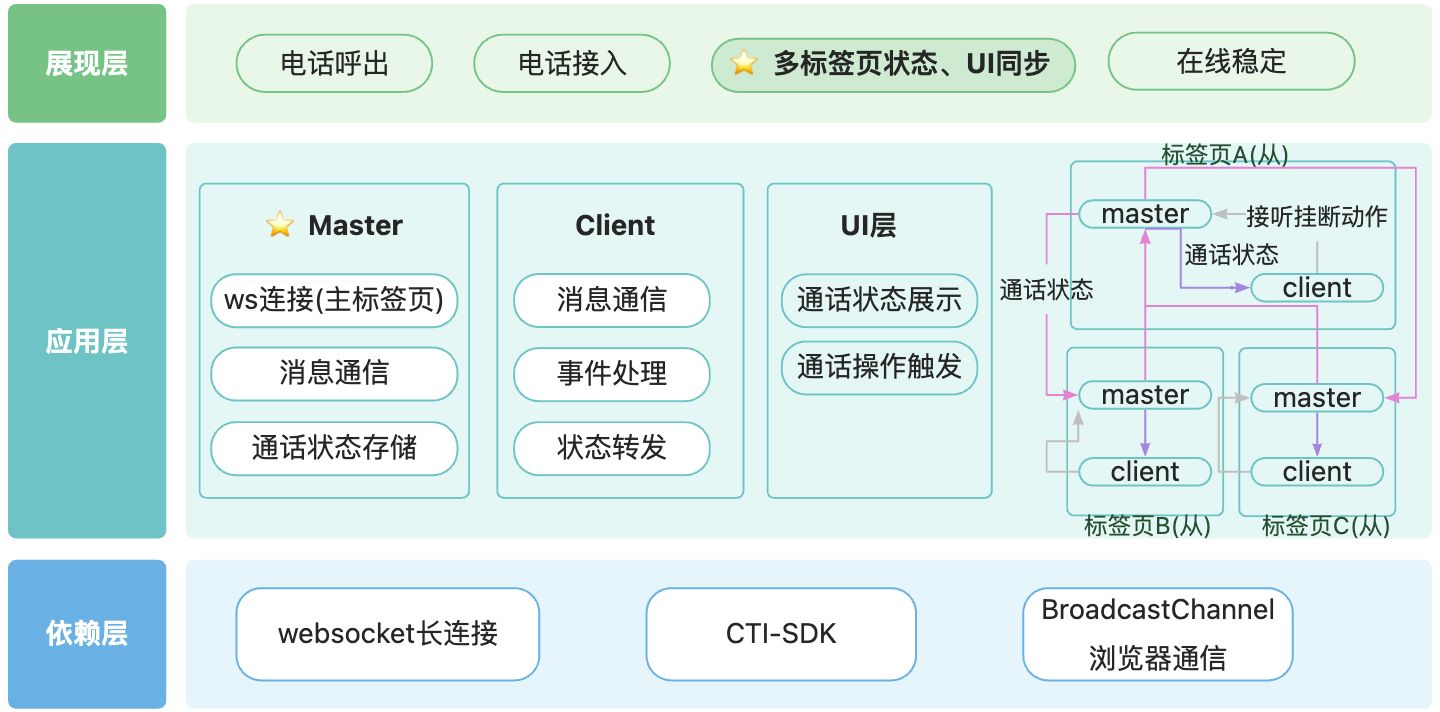 展现层
电话呼出
电话接入
多标签页状态、UI同步
在线稳定
应用层
Master
ws连接(主标签页)
消息通信
通话状态存储
Client
消息通信
事件处理
状态转发
UI层
通话状态展示
通话操作触发
标签页A(从)
master
接听挂断动作
通话状态
client
通话状态
master
client
标签页B(从)
master
client
标签页C(从)
依赖层
websocket长连接
CTI-SDK
BroadcastChannel
浏览器通信